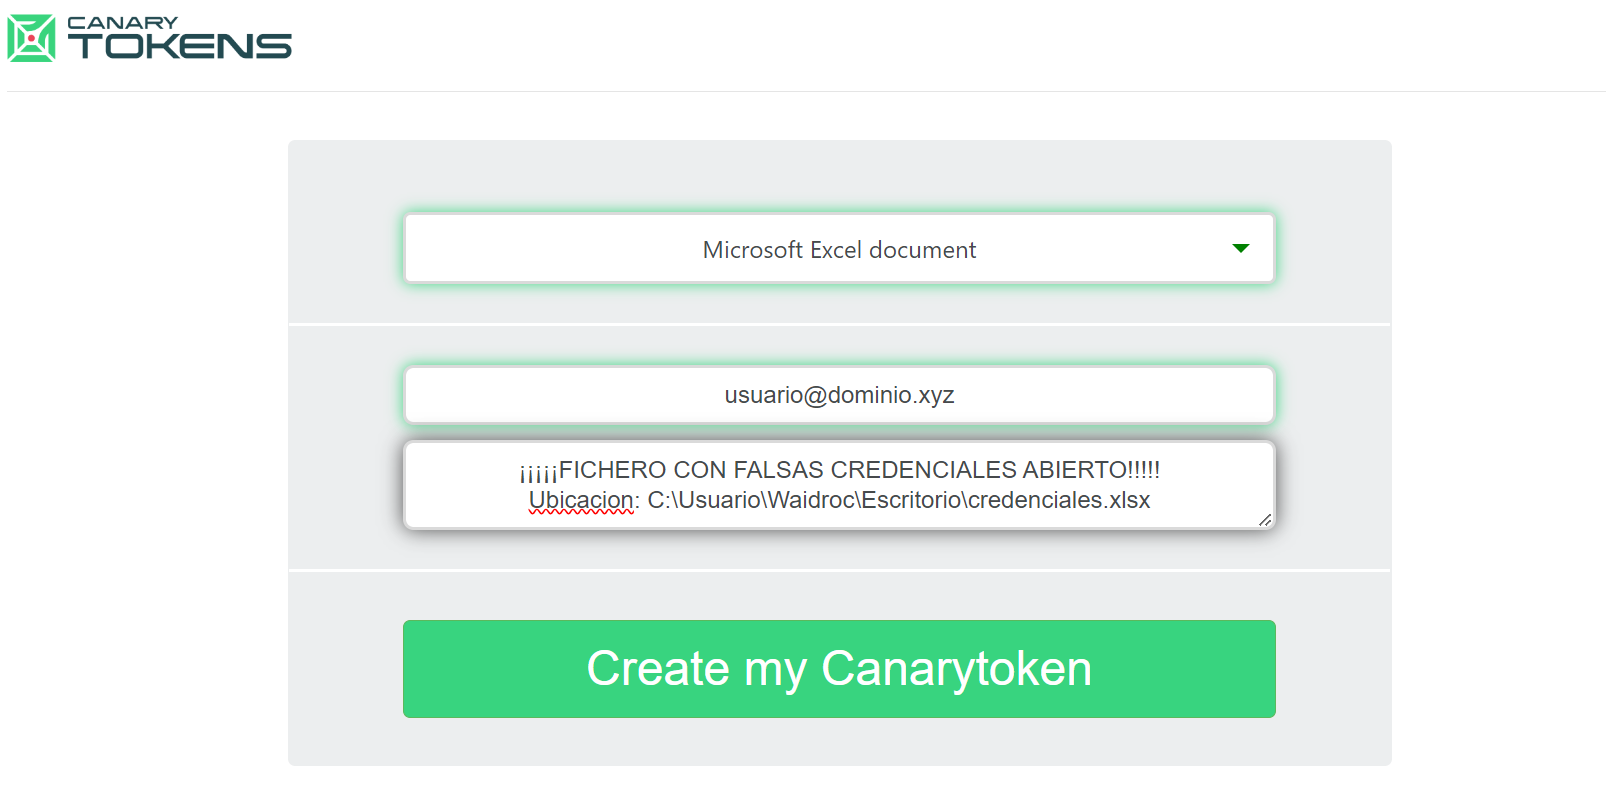 CANARY
TOKENS
Microsoft Excel document
usuario@dominio.xyz
¡¡¡¡¡FICHERO CON FALSAS CREDENCIALES ABIERTO!!!!!
Ubicacion: C:\Usuario\Waidroc\Escritorio\credenciales.xlsx
Create my Canarytoken